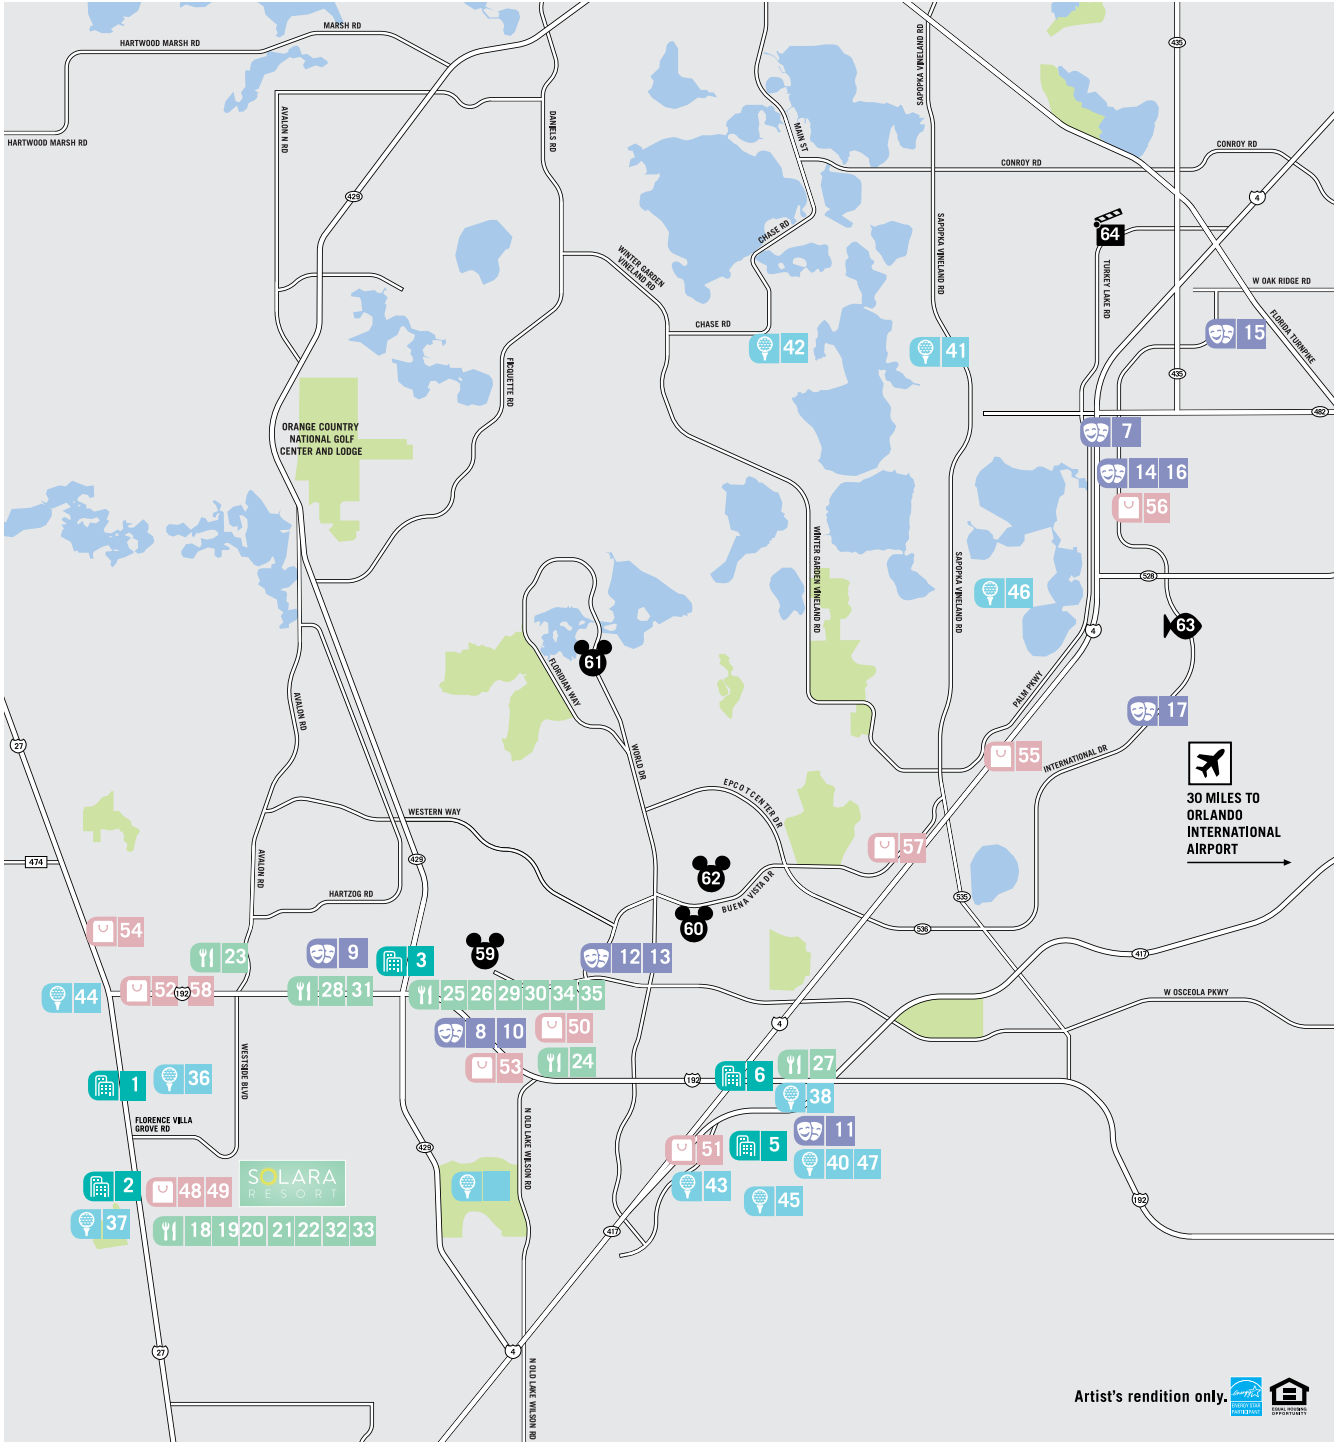 MARSH RD
HARTWOOD MARSH RD
HARTWOOD MARSH RD
AVALON N RD
DANIELS RD
MAIN ST
SAPOPKA VINELAND RD
435
CONROY RD
CONROY RD
429
4
SAPOPKA VINELAND RD
CHASE RD
64
WINTER GARDEN
VINELAND RD
TURKEY LAKE RD
W OAK RIDGE RD
CHASE RD
15
FLORIDA TURNPIKE
42
41
FICQUETTE RD
435
482
ORANGE COUNTRY
NATIONAL GOLF
CENTER AND LODGE
7
14 16
56
WINTER GARDEN VINELAND RD
SAPOPKA VINELAND RD
528
46
63
4
61
FLORIDIAN WAY
PALM PKWY
AVALON RD
17
27
WORLD DR
55
INTERNATIONAL DR
EPCOT CENTER DR
30 MILES TO
ORLANDO
INTERNATIONAL
AIRPORT
WESTERN WAY
57
474
AVALON RD
429
62
HARTZOG RD
BUENA VISTA DR
535
54
60
536
23
9
3
59
12 13
417
44
52 58
192
28 31
25 26 29 30 34 35
W OSCEOLA PKWY
8 10
50
4
53
24
27
WESTSIDE BLVD
1
36
192
6
38
FLORENCE VILLA
GROVE RD
N OLD LAKE WILSON RD
11
429
51
5
40 47
2
48 49
SOLARA
RESORT
43
45
192
37
18 19 20 21 22 32 33
417
27
4
N OLD LAKE WILSON RD
Artist's rendition only.
ENERGY STAR
PARTICIPANT
EQUAL HOUSING
OPPORTUNITY